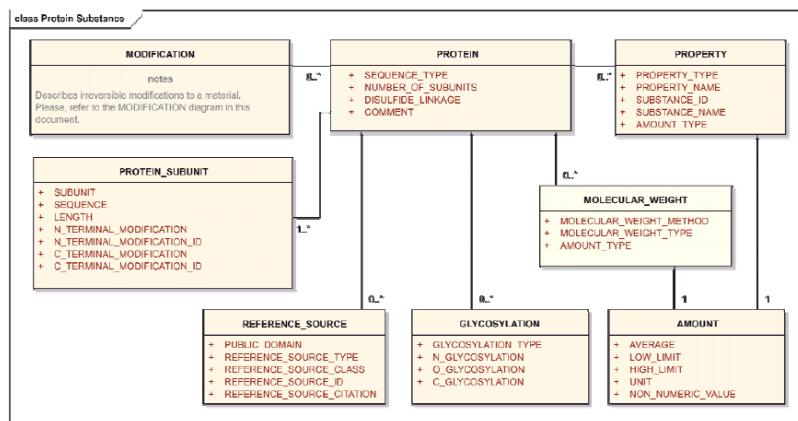 class Protein Substance
MODIFICATION
notes
Describes irreversible modifications to a material.
Please, refer to the MODIFICATION diagram in this
document.
0..*
PROTEIN
+ SEQUENCE_TYPE
+ NUMBER_OF_SUBUNITS
+ DISULFIDE_LINKAGE
+ COMMENT
0..*
PROPERTY
+ PROPERTY_TYPE
+ PROPERTY_NAME
+ SUBSTANCE_ID
+ SUBSTANCE_NAME
+ AMOUNT_TYPE
PROTEIN_SUBUNIT
+ SUBUNIT
+ SEQUENCE
+ LENGTH
+ N_TERMINAL_MODIFICATION
+ N_TERMINAL_MODIFICATION_ID
+ C_TERMINAL_MODIFICATION
+ C_TERMINAL_MODIFICATION_ID
1..*
0..*
MOLECULAR_WEIGHT
+ MOLECULAR_WEIGHT_METHOD
+ MOLECULAR_WEIGHT_TYPE
+ AMOUNT_TYPE
0..*
0..*
1
1
REFERENCE_SOURCE
+ PUBLIC_DOMAIN
+ REFERENCE_SOURCE_TYPE
+ REFERENCE_SOURCE_CLASS
+ REFERENCE_SOURCE_ID
+ REFERENCE_SOURCE_CITATION
GLYCOSYLATION
+ GLYCOSYLATION_TYPE
+ N_GLYCOSYLATION
+ O_GLYCOSYLATION
+ C_GLYCOSYLATION
AMOUNT
+ AVERAGE
+ LOW_LIMIT
+ HIGH_LIMIT
+ UNIT
+ NON_NUMERIC_VALUE